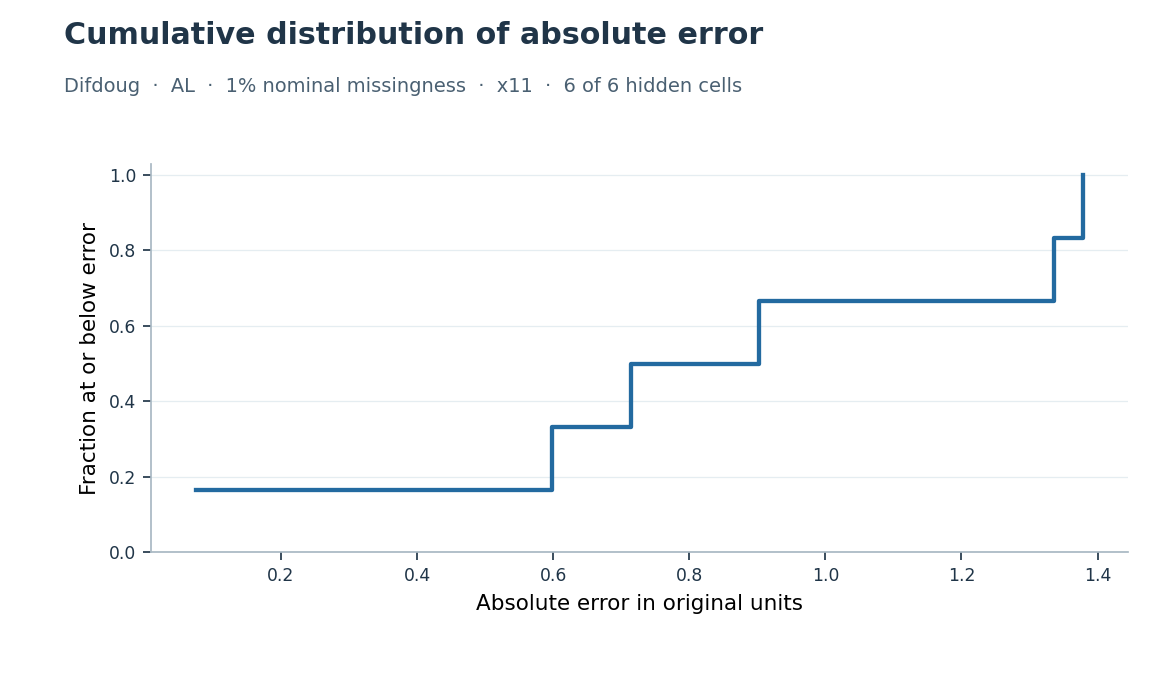 Cumulative distribution of absolute error
Difdoug · AL · 1% nominal missingness · x11 · 6 of 6 hidden cells
1.0
0.8
0.6
0.4
0.2
0.0
Fraction at or below error
0.2 0.4 0.6 0.8 1.0 1.2 1.4
Absolute error in original units